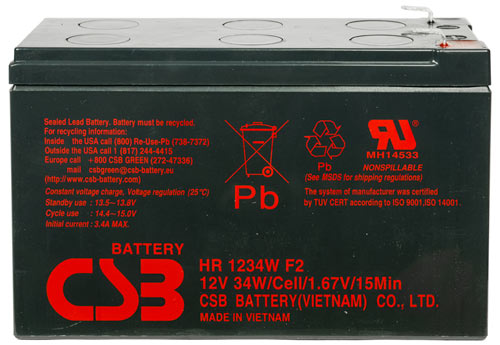 Sealed Lead Battery. Battery must be recycled.
For recycling information:
Inside the USA call (800) Re-Use-Pb (738-7372)
Outside the USA call 1 (817) 244-4415
Europe call +800 CSB GREEN (272-47336)
mail csbgreen@csb-battery.eu
(http://www.csb-battery.com)
Constant voltage charge, Voltage regulation (25°C)
Standby use : 13.5~13.8V
Cycle use : 14.4~15.0V
Initial current : 3.4A MAX.
Pb
Pb
RU
MH14533
NONSPILLABLE
(See MSDS for shipping regulations)
The system of manufacturer was certified
by TUV CERT according to ISO 9001,ISO 14001.
BATTERY
CSB
HR 1234W F2
12V 34W/Cell/1.67V/15Min
CSB BATTERY(VIETNAM) CO., LTD.
MADE IN VIETNAM